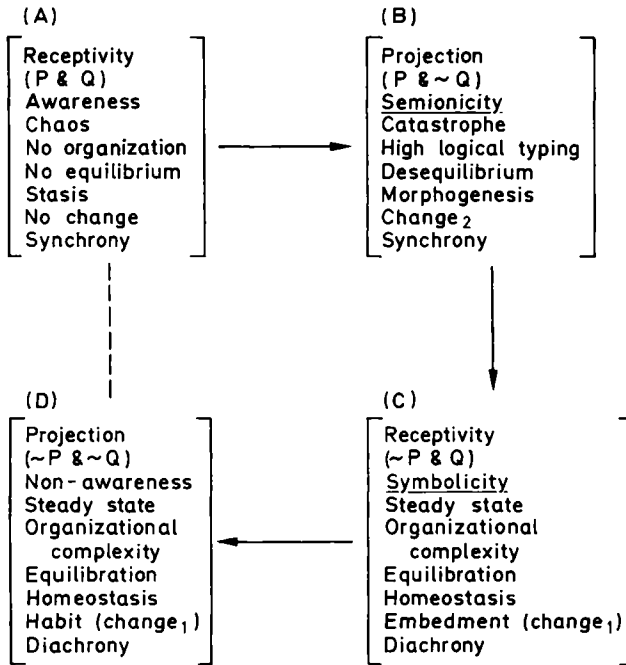 (A)
Receptivity
(P & Q)
Awareness
Chaos
No organization
No equilibrium
Stasis
No change
Synchrony
(B)
Projection
(P &~Q)
Semionicity
Catastrophe
High logical typing
Desequilibrium
Morphogenesis
Change₂
Synchrony
(D)
Projection
(~P &~Q)
Non-awareness
Steady state
Organizational
complexity
Equilibration
Homeostasis
Habit (change₁)
Diachrony
(C)
Receptivity
(~P & Q)
Symbolicity
Steady state
Organizational
complexity
Equilibration
Homeostasis
Embedment (change₁)
Diachrony